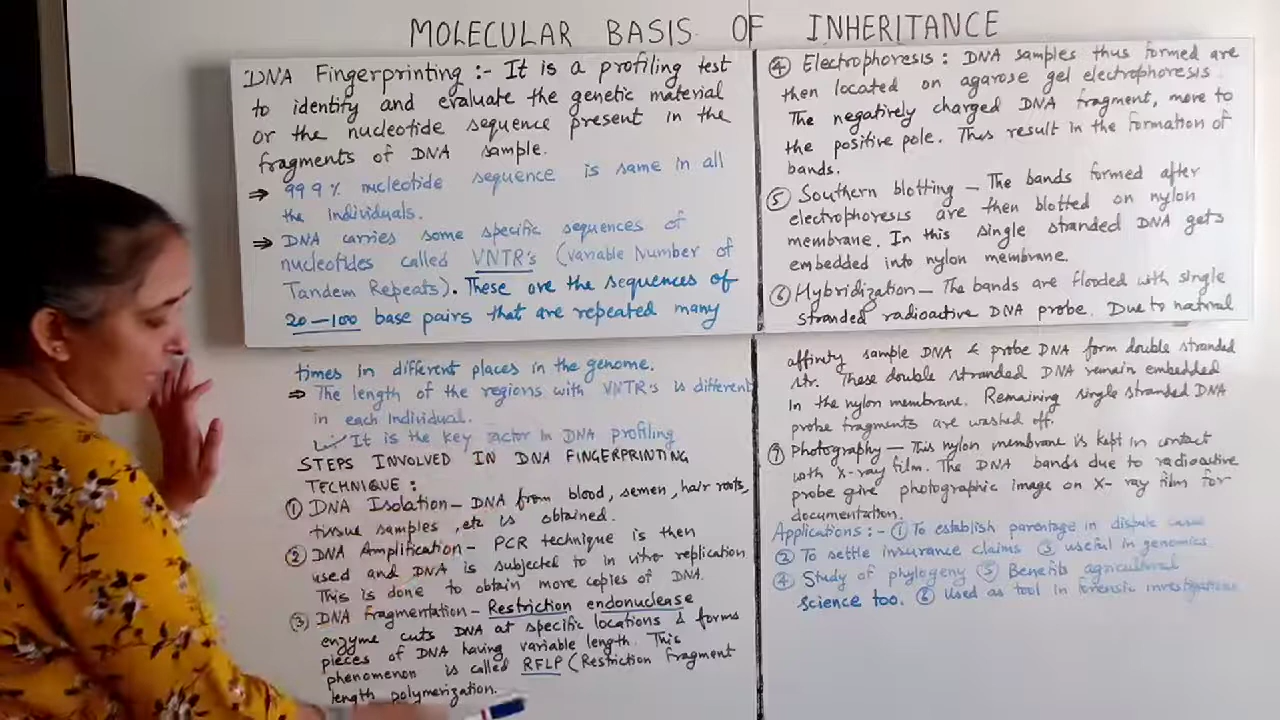 MOLECULAR BASIS OF INHERITANCE
DNA Fingerprinting :- It is a profiling test
to identify and evaluate the genetic material
or the nucleotide sequence present in the
fragments of DNA sample.
⇒ 99.9% nucleotide sequence is same in all
the individuals.
⇒ DNA carries some specific sequences of
nucleotides called VNTR's (variable Number of
Tandem Repeats). These are the sequences of
20-100 base pairs that are repeated many
times in different places in the genome.
⇒ The length of the regions with VNTR's is different
in each individual.
It is the key factor in DNA profiling
STEPS INVOLVED IN DNA FINGERPRINTING
TECHNIQUE :
① DNA Isolation - DNA from blood, semen, hair roots,
tissue samples, etc is obtained.
② DNA Amplification - PCR technique is then
used and DNA is subjected to in vitro replication
This is done to obtain more copies of DNA.
③ DNA fragmentation - Restriction endonuclease
enzyme cuts DNA at specific locations & forms
pieces of DNA having variable length. This
phenomenon is called RFLP (Restriction fragment
length polymerization.
④ Electrophoresis : DNA samples thus formed are
then located on agarose gel electrophoresis
The negatively charged DNA fragment, move to
the positive pole. Thus result in the formation of
bands.
⑤ Southern blotting - The bands formed after
electrophoresis are then blotted on nylon
membrane. In this single stranded DNA gets
embedded into nylon membrane.
⑥ Hybridization - The bands are flooded with single
stranded radioactive DNA probe. Due to natural
affinity sample DNA & probe DNA form double stranded
str. These double stranded DNA remain embedded
in the nylon membrane. Remaining single stranded DNA
probe fragments are washed off.
⑦ Photography - This nylon membrane is kept in contact
with X-ray film. The DNA bands due to radioactive
probe give photographic image on X-ray film for
documentation.
Applications :- ① To establish parentage in dispute cases
② To settle insurance claims ③ useful in genomics
④ Study of phylogeny ⑤ Benefits agricultural
science too. ⑥ Used as tool in forensic investigations